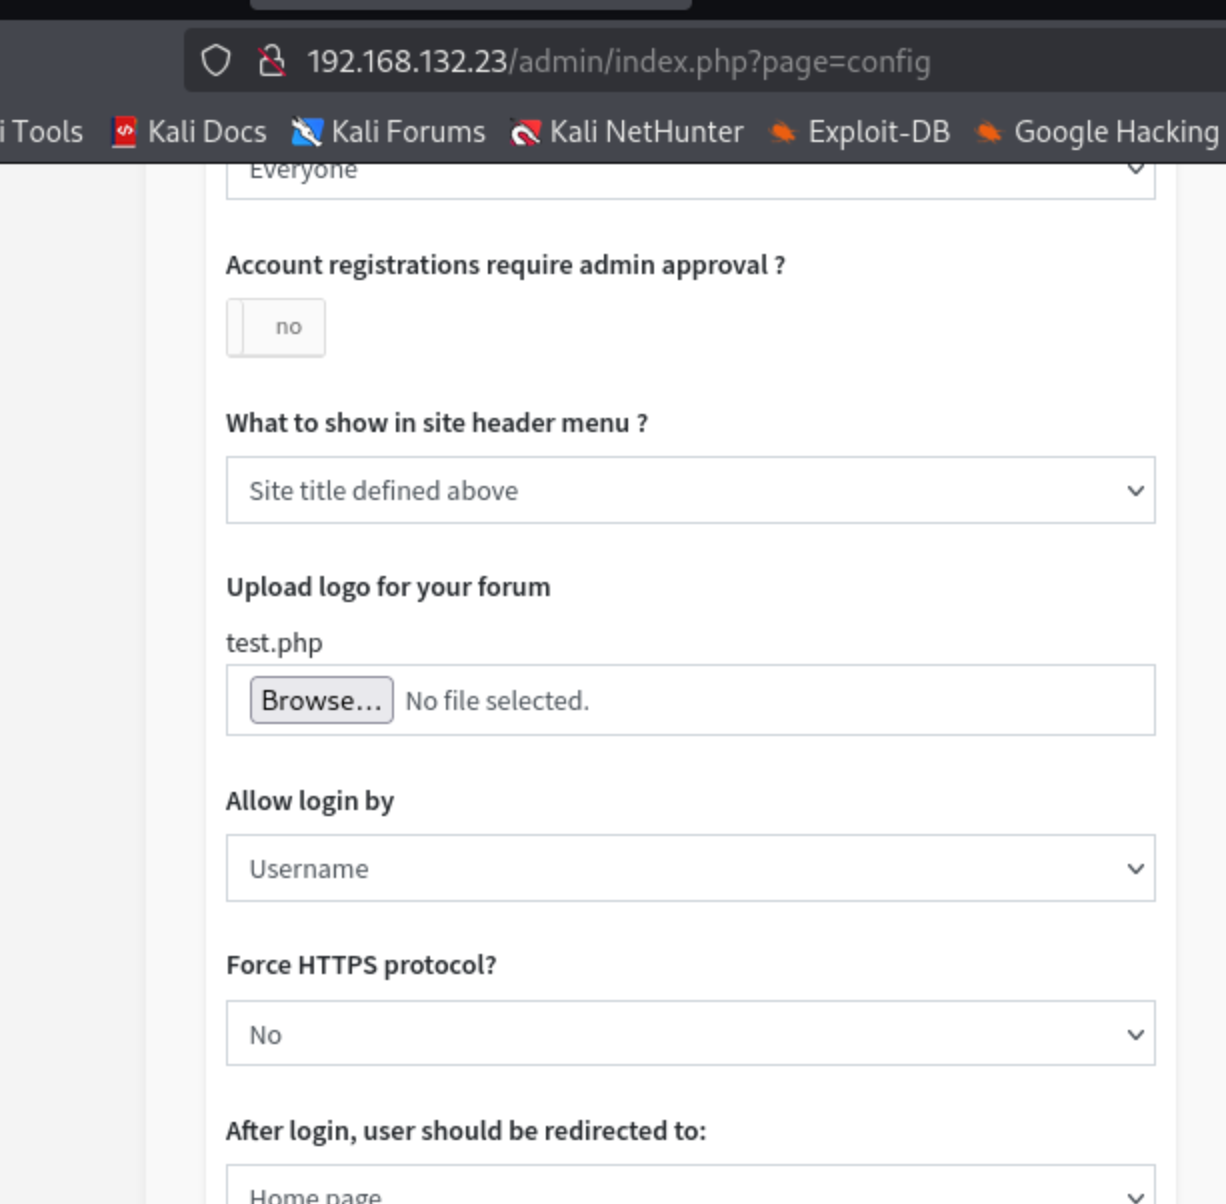 192.168.132.23/admin/index.php?page=config
i Tools Kali Docs Kali Forums Kali NetHunter Exploit-DB Google Hacking
Everyone
Account registrations require admin approval ?
no
What to show in site header menu ?
Site title defined above
Upload logo for your forum
test.php
Browse... No file selected.
Allow login by
Username
Force HTTPS protocol?
No
After login, user should be redirected to:
Home page